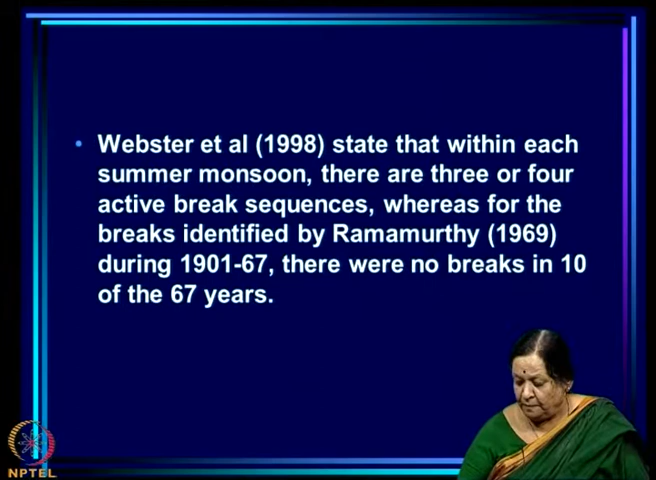 • Webster et al (1998) state that within each
summer monsoon, there are three or four
active break sequences, whereas for the
breaks identified by Ramamurthy (1969)
during 1901-67, there were no breaks in 10
of the 67 years.
NPTEL